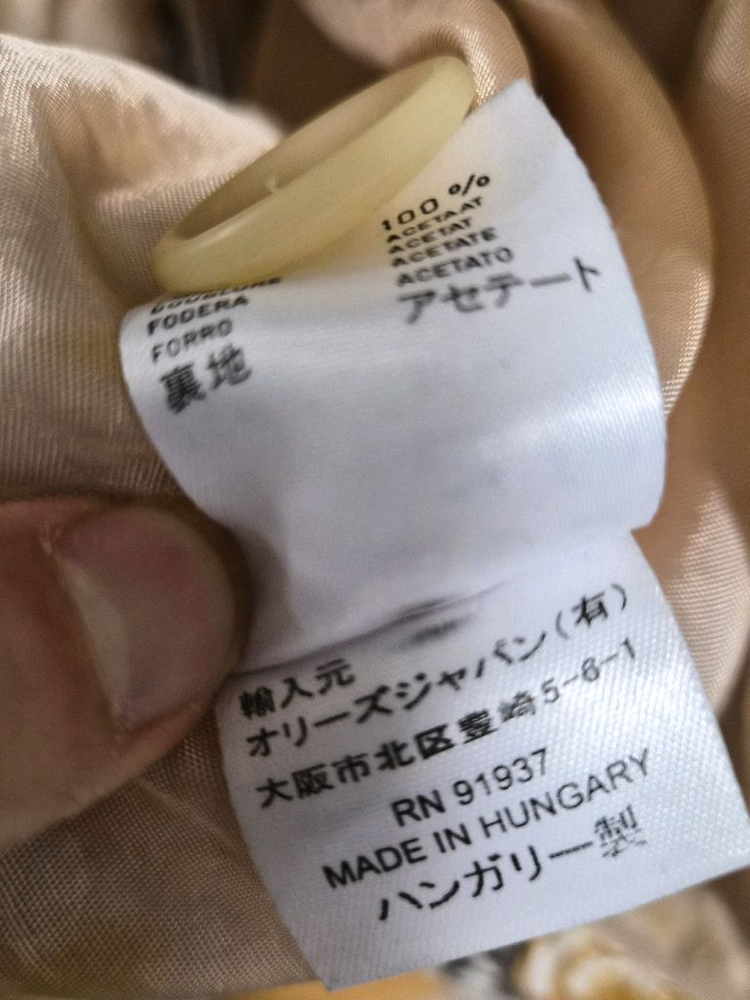 100 %
ACETAAT
ACETAT
ACETATE
ACETATO
アセテート
FODERA
FORRO
裏地
輸入元
オリーズジャパン(有)
大阪市北区豊崎5-6-1
RN 91937
MADE IN HUNGARY
ハンガリー製